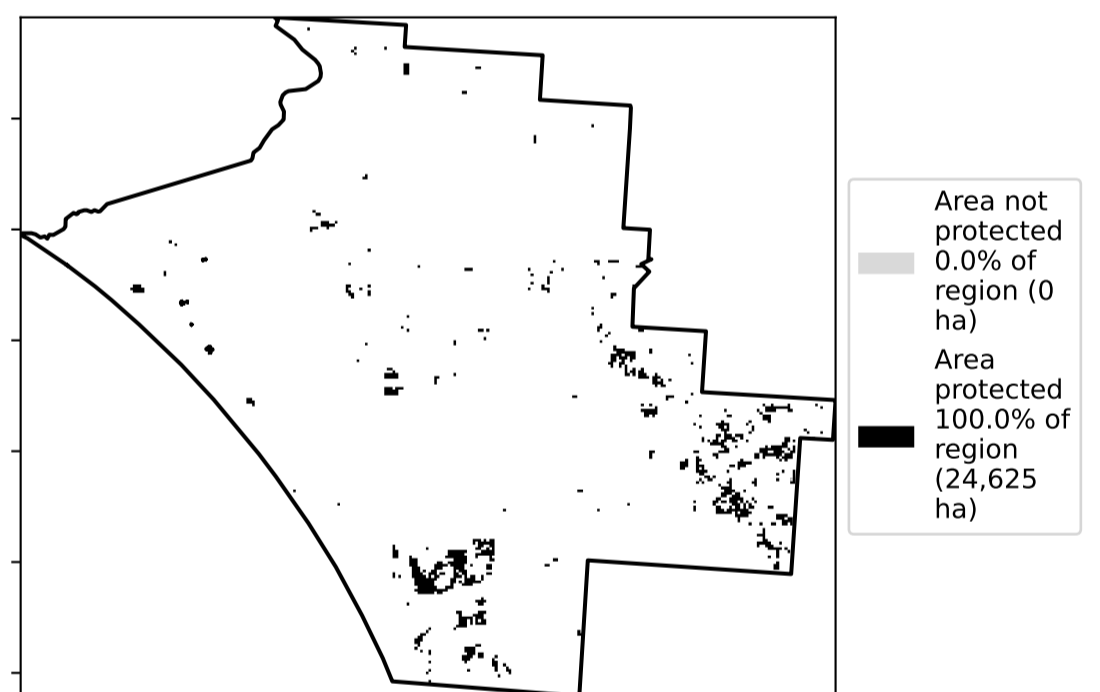 Area not
protected
0.0% of
region (0
ha)
Area
protected
100.0% of
region
(24,625
ha)